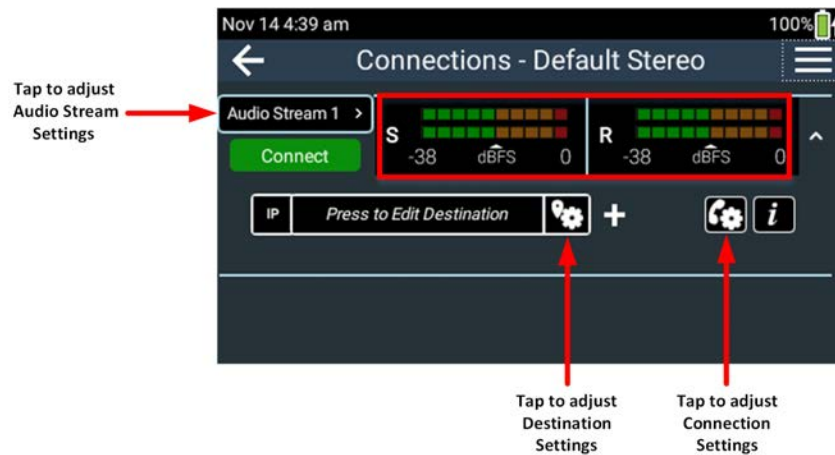 Nov 14 4:39 am 100%
Connections - Default Stereo
Tap to adjust
Audio Stream
Settings
Audio Stream 1 >
Connect
S -38 dBFS 0
R -38 dBFS 0
IP Press to Edit Destination + i
Tap to adjust
Destination
Settings
Tap to adjust
Connection
Settings